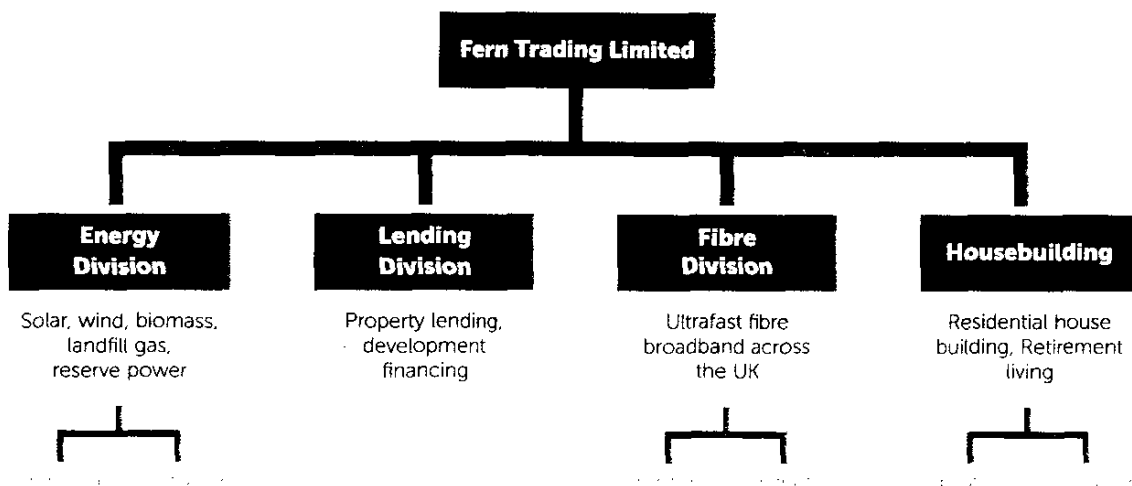 Fern Trading Limited
Energy
Division
Lending
Division
Fibre
Division
Housebuilding
Solar, wind, biomass,
landfill gas,
reserve power
Property lending,
development
financing
Ultrafast fibre
broadband across
the UK
Residential house
building, Retirement
living